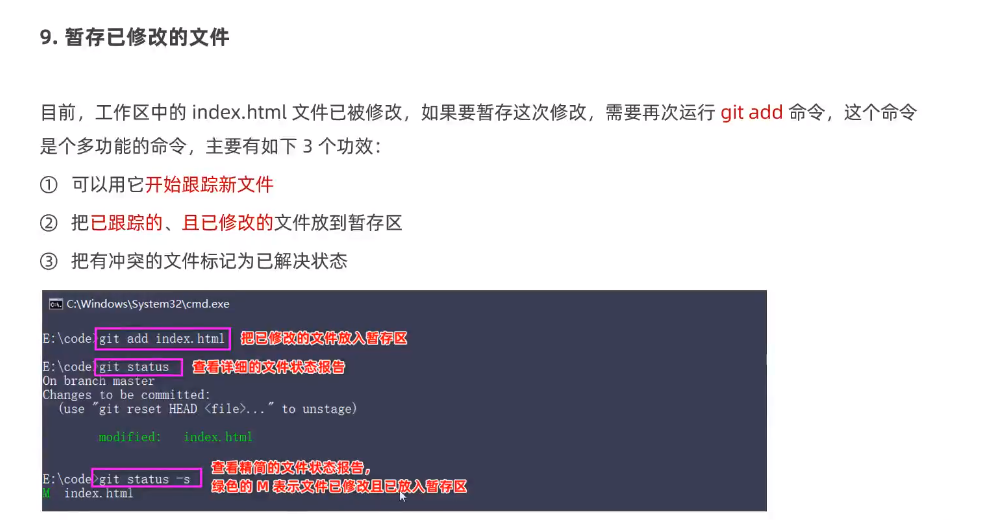 9. 暂存已修改的文件
目前，工作区中的 index.html 文件已被修改，如果要暂存这次修改，需要再次运行 git add 命令，这个命令
是个多功能的命令，主要有如下 3 个功效：
① 可以用它开始跟踪新文件
② 把已跟踪的、且已修改的文件放到暂存区
③ 把有冲突的文件标记为已解决状态
C:\Windows\System32\cmd.exe
E:\code>git add index.html 把已修改的文件放入暂存区
E:\code>git status 查看详细的文件状态报告
On branch master
Changes to be committed:
(use "git reset HEAD <file>..." to unstage)
modified: index.html
查看精简的文件状态报告，
E:\code>git status -s 绿色的 M 表示文件已修改且已放入暂存区
M index.html